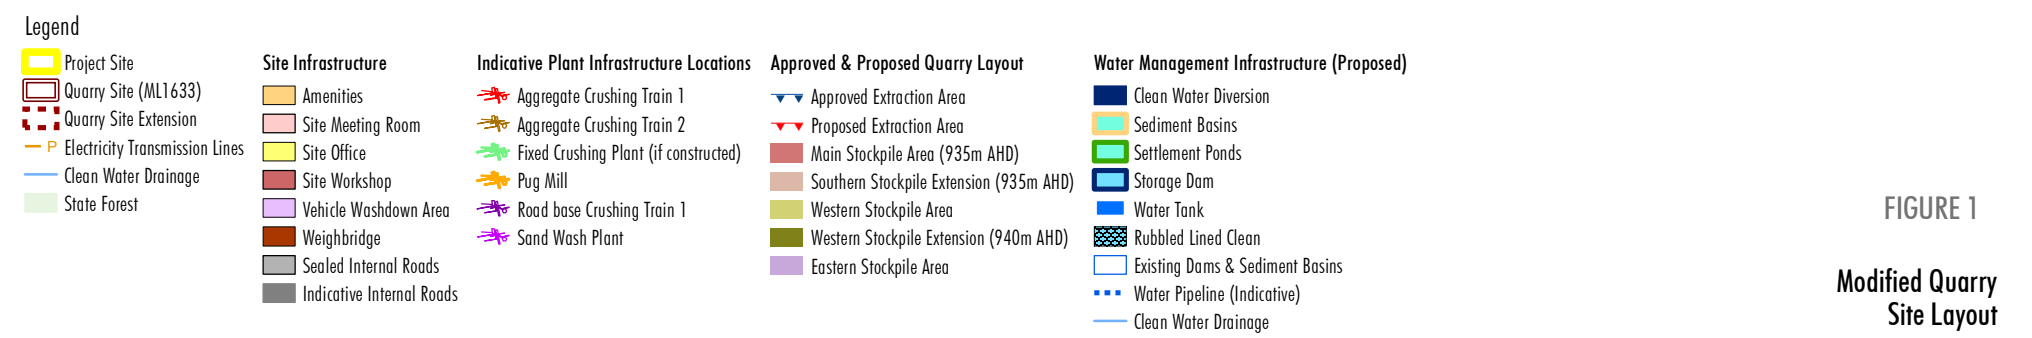 Legend
Project Site
Quarry Site (ML1633)
Quarry Site Extension
P Electricity Transmission Lines
Clean Water Drainage
State Forest
Site Infrastructure
Amenities
Site Meeting Room
Site Office
Site Workshop
Vehicle Washdown Area
Weighbridge
Sealed Internal Roads
Indicative Internal Roads
Indicative Plant Infrastructure Locations
Aggregate Crushing Train 1
Aggregate Crushing Train 2
Fixed Crushing Plant (if constructed)
Pug Mill
Road base Crushing Train 1
Sand Wash Plant
Approved & Proposed Quarry Layout
Approved Extraction Area
Proposed Extraction Area
Main Stockpile Area (935m AHD)
Southern Stockpile Extension (935m AHD)
Western Stockpile Area
Western Stockpile Extension (940m AHD)
Eastern Stockpile Area
Water Management Infrastructure (Proposed)
Clean Water Diversion
Sediment Basins
Settlement Ponds
Storage Dam
Water Tank
Rubbled Lined Clean
Existing Dams & Sediment Basins
Water Pipeline (Indicative)
Clean Water Drainage
FIGURE 1
Modified Quarry
Site Layout